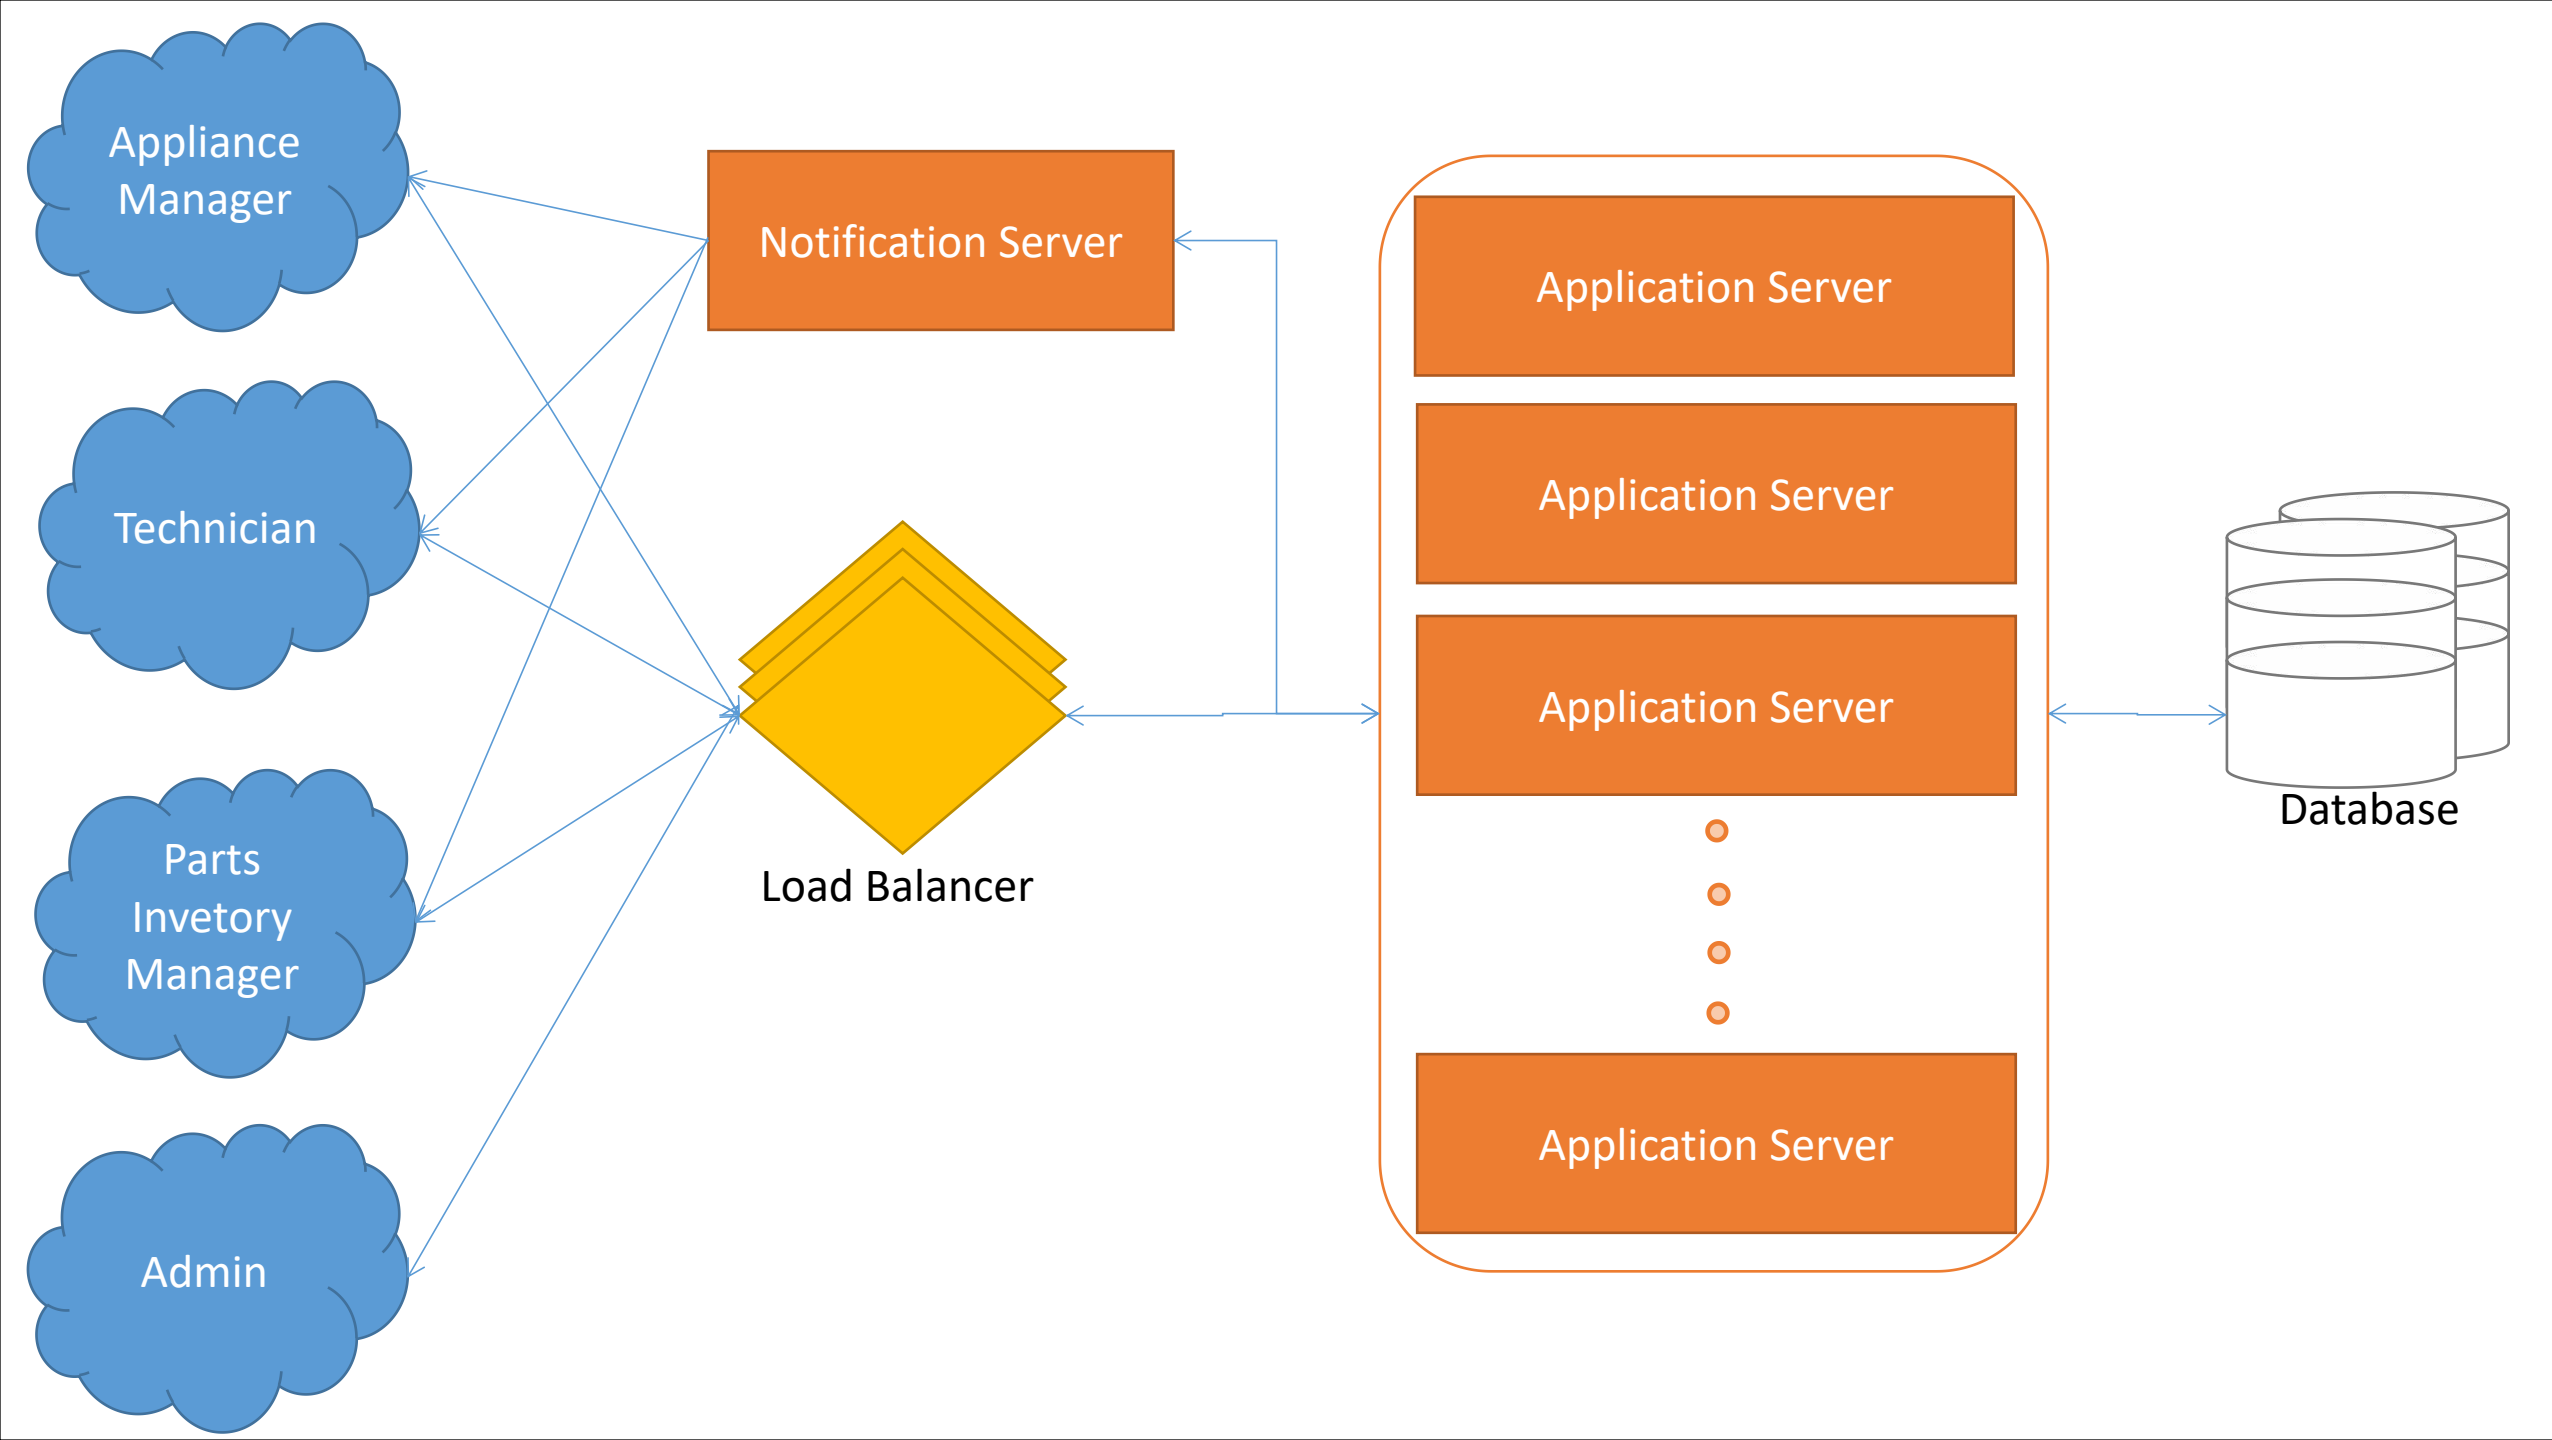 Appliance
Manager
Notification Server
Application Server
Application Server
Technician
Application Server
Database
Load Balancer
Parts
Invetory
Manager
Application Server
Admin